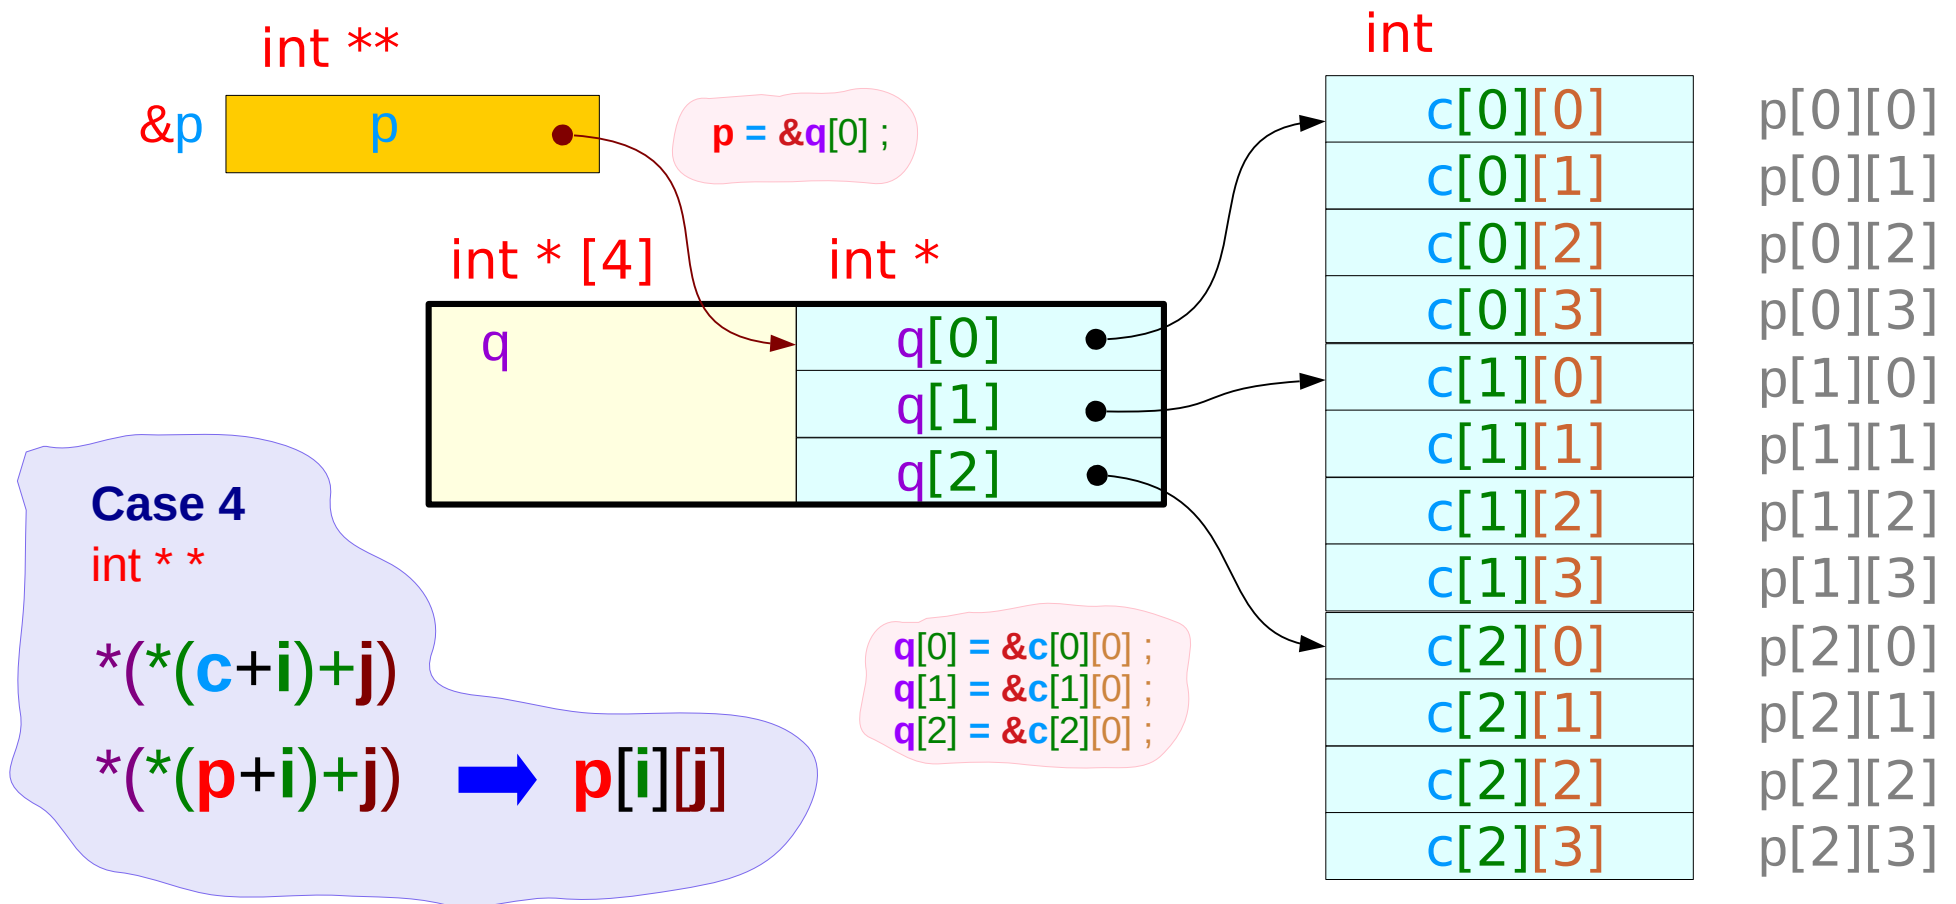 int **
&p
p
p = &q[0] ;
int * [4]
int *
q
q[0]
q[1]
q[2]
Case 4
int * *
*(*(c+i)+j)
*(*(p+i)+j)
p[i][j]
q[0] = &c[0][0] ;
q[1] = &c[1][0] ;
q[2] = &c[2][0] ;
int
c[0][0] p[0][0]
c[0][1] p[0][1]
c[0][2] p[0][2]
c[0][3] p[0][3]
c[1][0] p[1][0]
c[1][1] p[1][1]
c[1][2] p[1][2]
c[1][3] p[1][3]
c[2][0] p[2][0]
c[2][1] p[2][1]
c[2][2] p[2][2]
c[2][3] p[2][3]